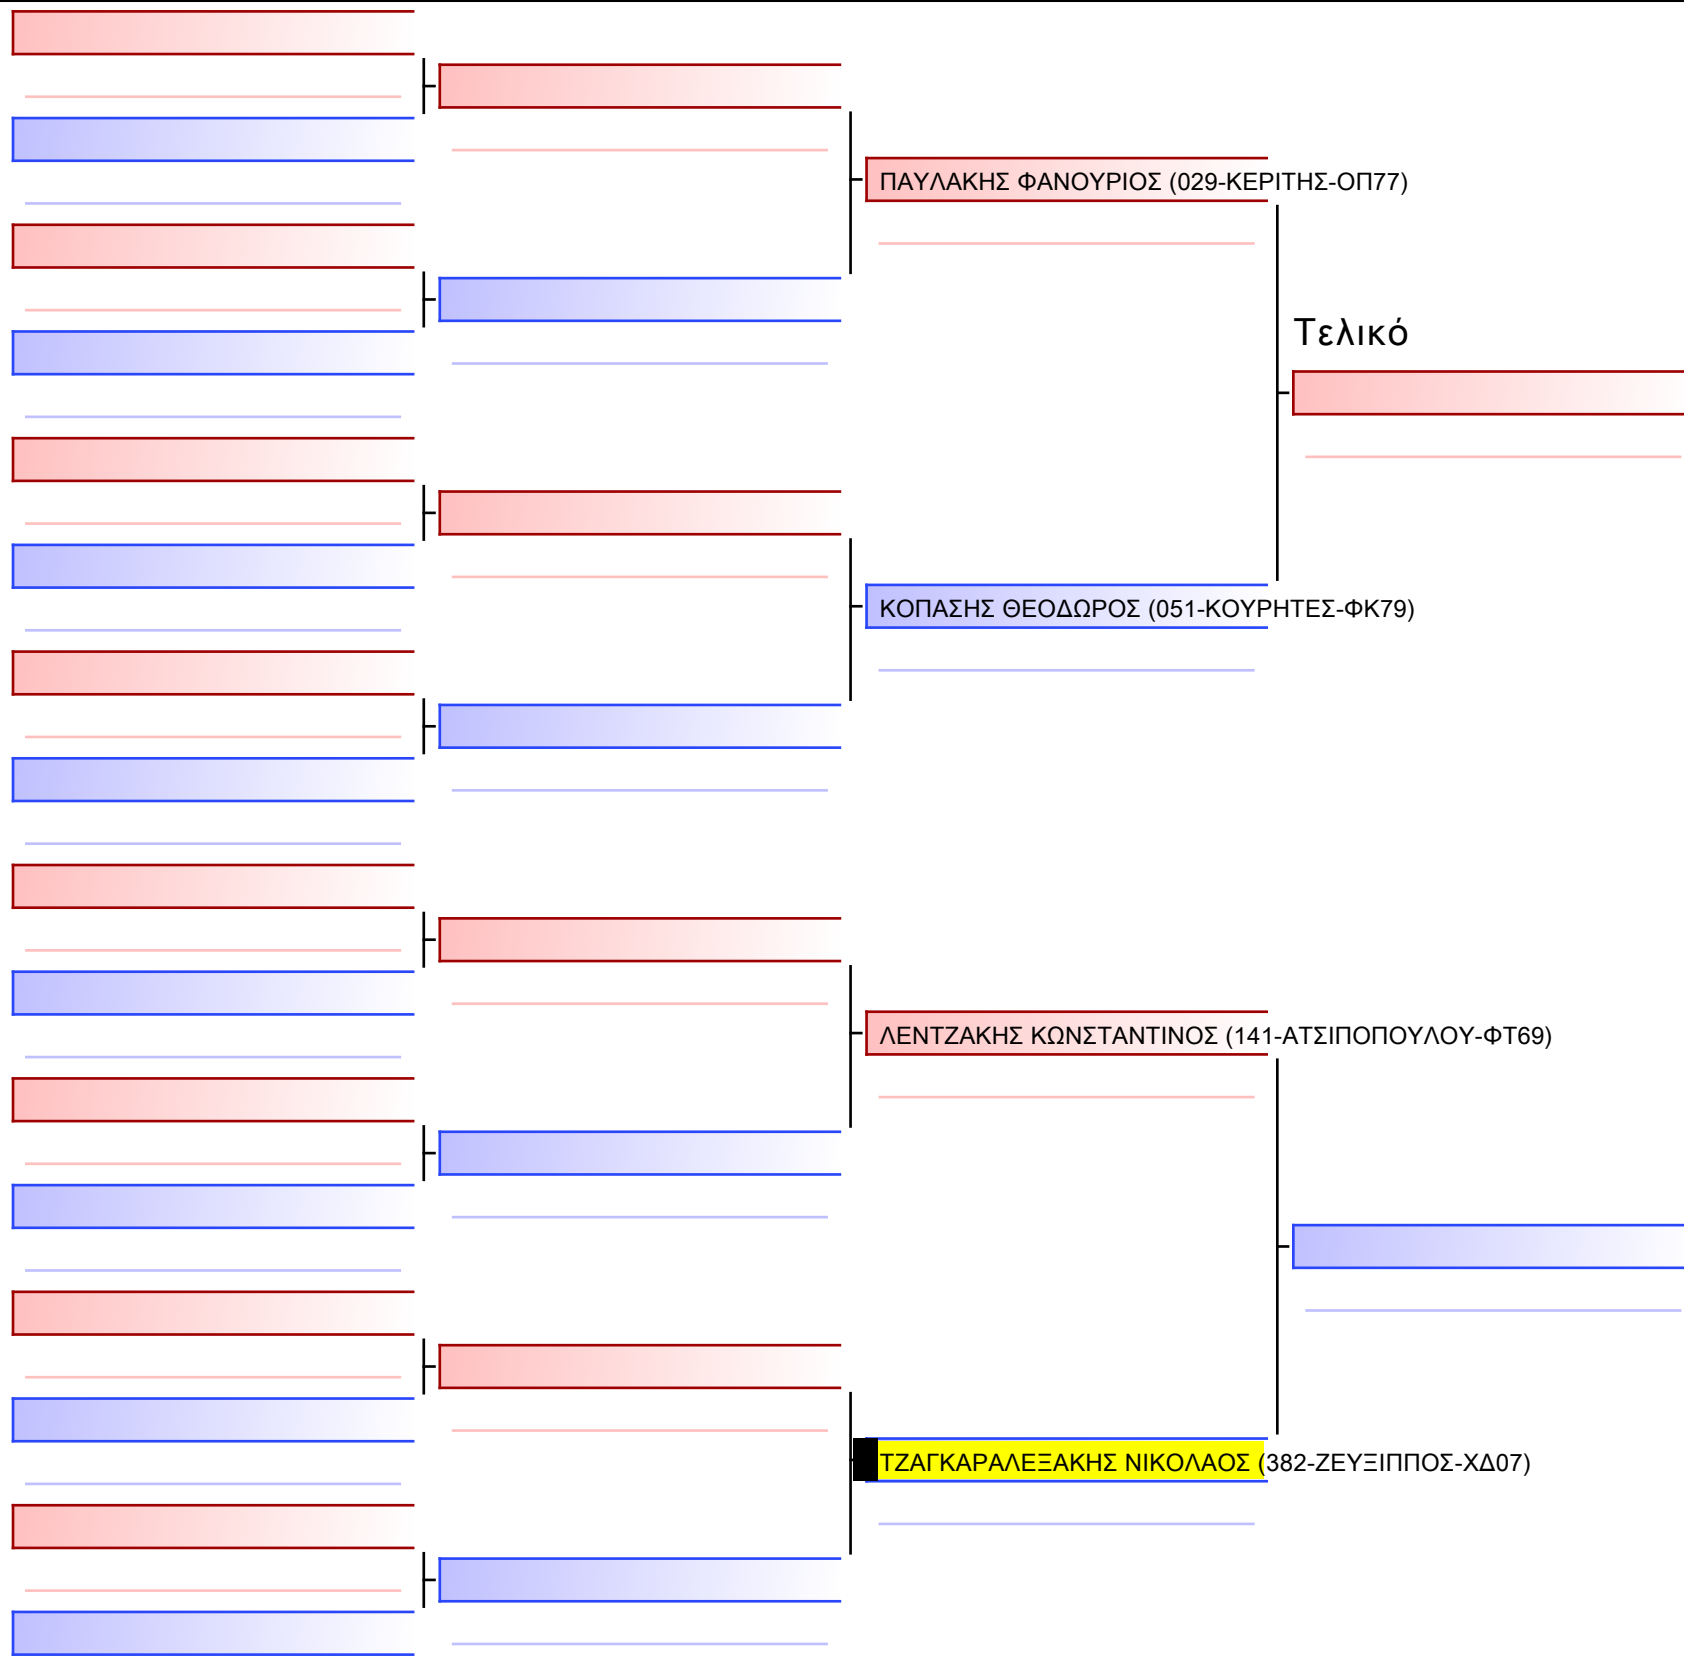 ΠΑΥΛΑΚΗΣ ΦΑΝΟΥΡΙΟΣ (029-ΚΕΡΙΤΗΣ-ΟΠ77)
Τελικό
ΚΟΠΑΣΗΣ ΘΕΟΔΩΡΟΣ (051-ΚΟΥΡΗΤΕΣ-ΦΚ79)
ΛΕΝΤΖΑΚΗΣ ΚΩΝΣΤΑΝΤΙΝΟΣ (141-ΑΤΣΙΠΟΠΟΥΛΟΥ-ΦΤ69)
ΤΖΑΓΚΑΡΑΛΕΞΑΚΗΣ ΝΙΚΟΛΑΟΣ (382-ΖΕΥΞΙΠΠΟΣ-ΧΔ07)